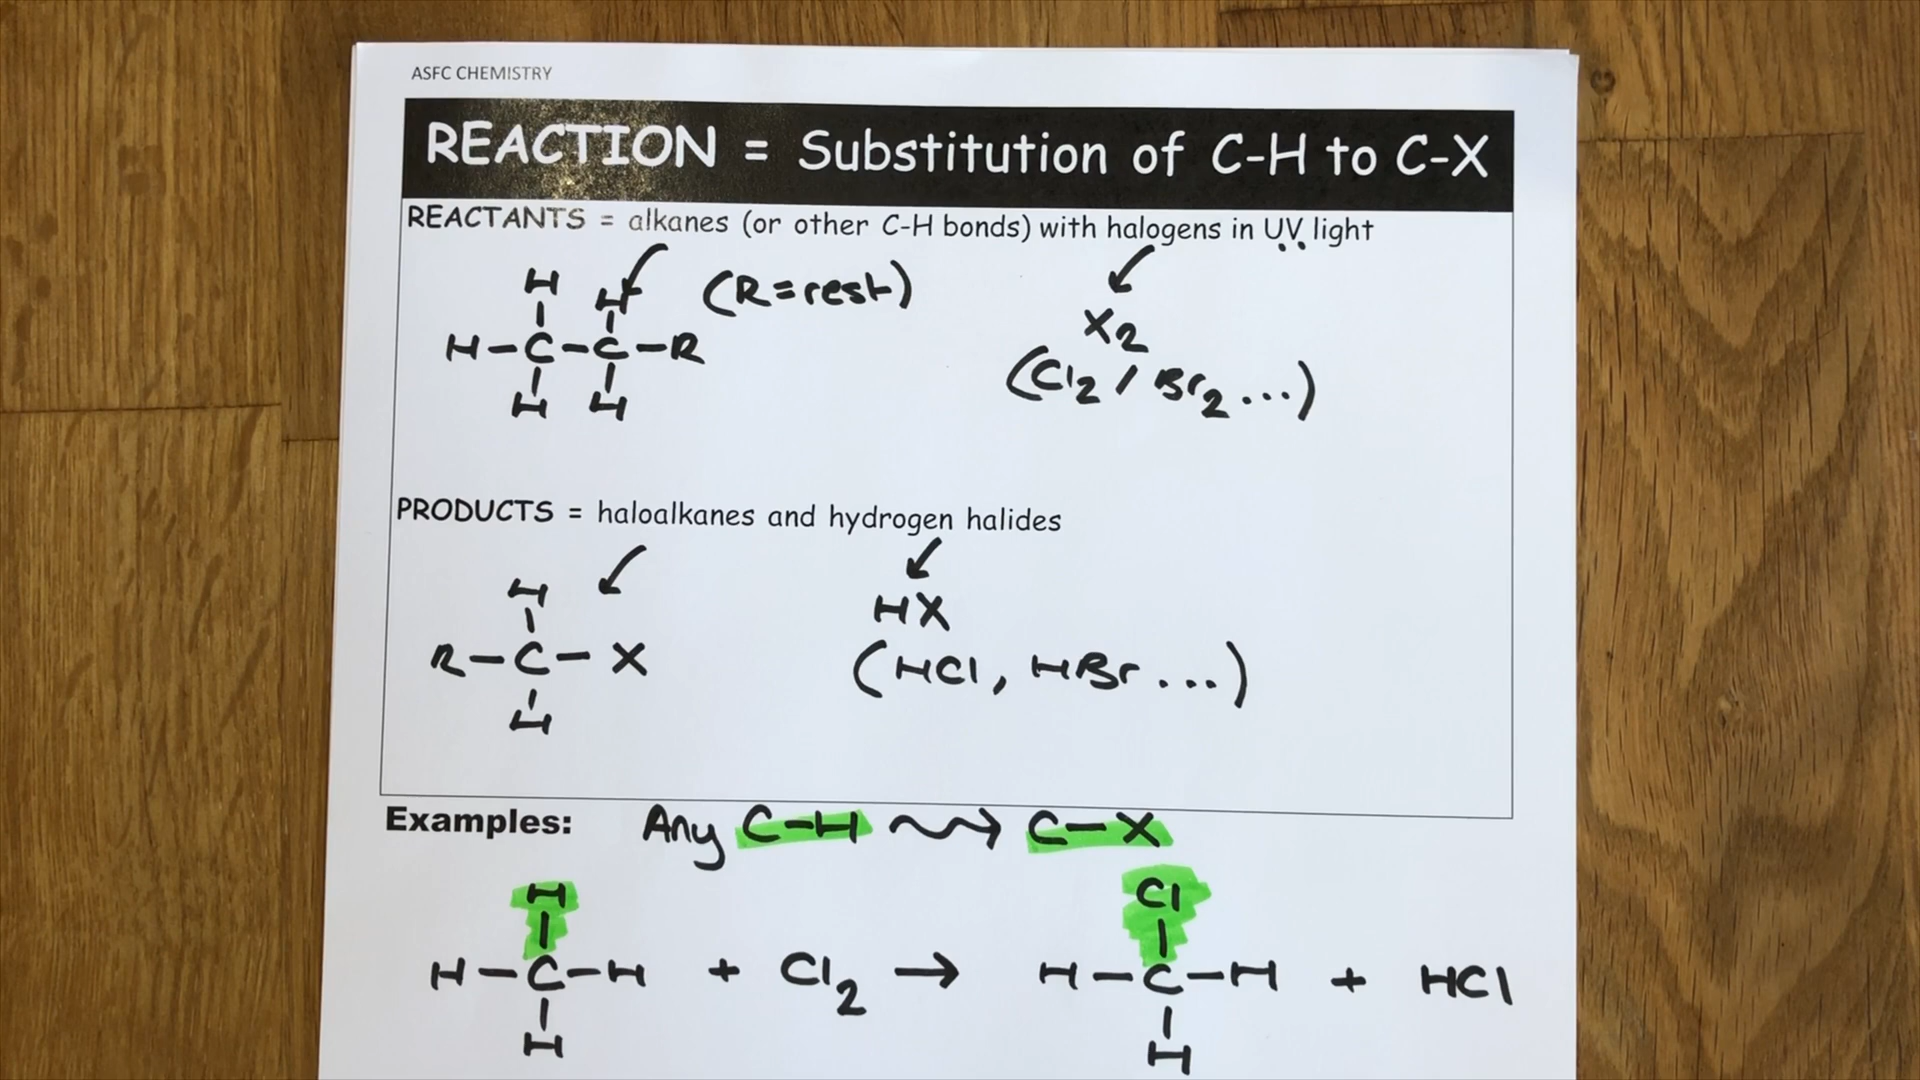 ASFC CHEMISTRY
REACTION = Substitution of C-H to C-X
REACTANTS = alkanes (or other C-H bonds) with halogens in UV light
H H (R=rest)
H-C-C-R X2
H H (Cl2 / Br2 ...)
PRODUCTS = haloalkanes and hydrogen halides
H HX
R-C-X (HCl, HBr ...)
H
Examples: Any C-H → C-X
H Cl
H-C-H + Cl2 → H-C-H + HCl
H H